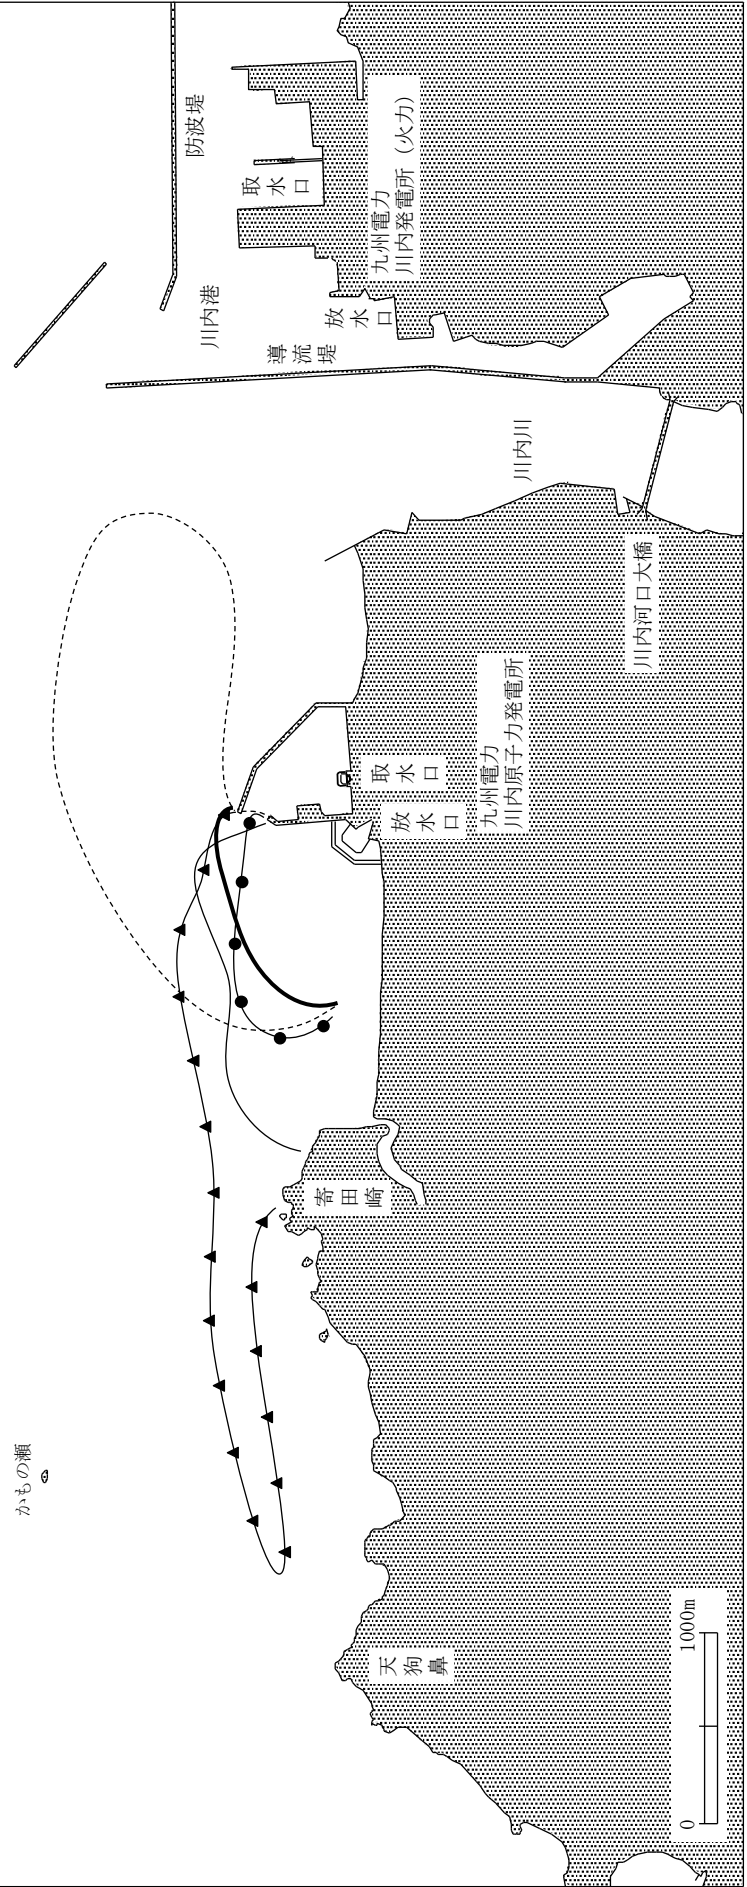 かもの瀬
防波堤
取水口
九州電力
川内発電所（火力）
川内港
放水口
導流堤
川内川
川内河口大橋
取水口
放水口
九州電力
川内原子力発電所
寄田崎
天狗鼻
0
1000m